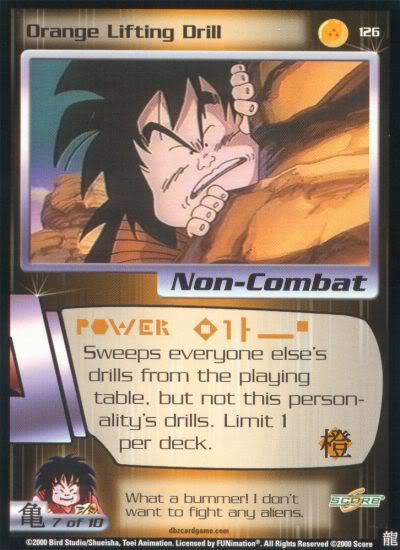 Orange Lifting Drill 126
Non-Combat
POWER
Sweeps everyone else's
drills from the playing
table, but not this person-
ality's drills. Limit 1
per deck.
橙
亀 7 of 10
What a bummer! I don't
want to fight any aliens.
SCORE
dbzcardgame.com
©2000 Bird Studio/Shueisha, Toei Animation. Licensed by FUNimation®. All Rights Reserved ©2000 Score
龍